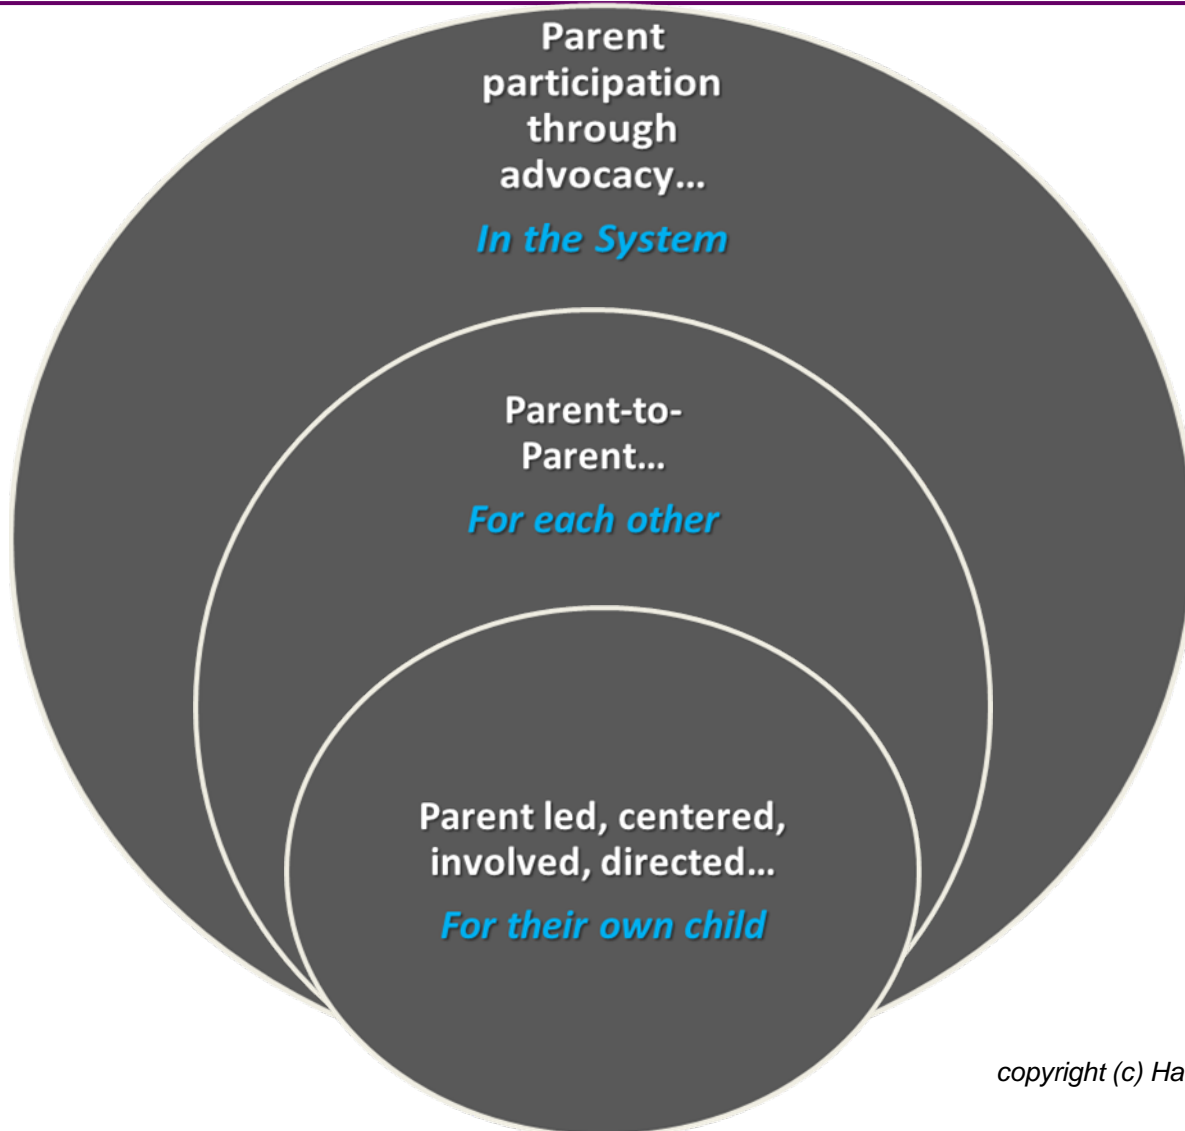 Parent
participation
through
advocacy…
In the System
Parent-to-
Parent…
For each other
Parent led, centered,
involved, directed…
For their own child
copyright (c) Ha